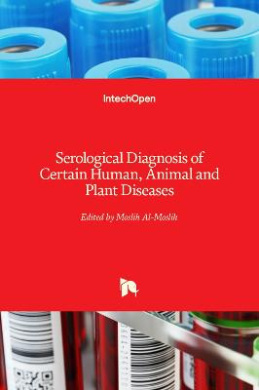 IntechOpen
Serological Diagnosis of
Certain Human, Animal and
Plant Diseases
Edited by Moslih Al-Moslih